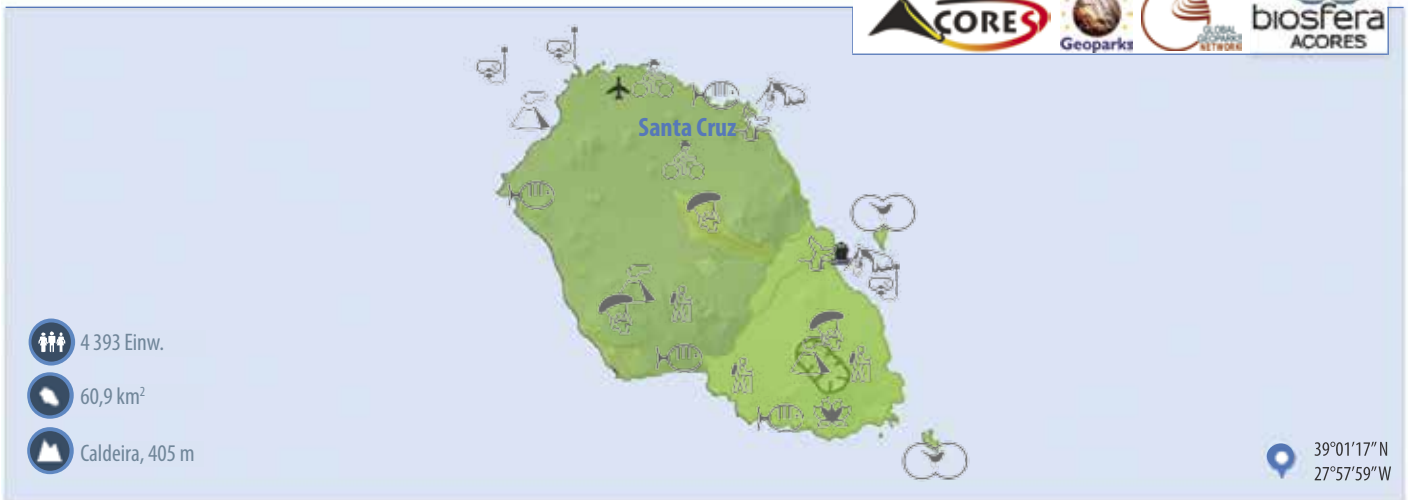 AÇORES
Geoparks
GLOBAL
GEOPARKS
NETWORK
biosfera
AÇORES
Santa Cruz
4 393 Einw.
60,9 km²
Caldeira, 405 m
39°01’17’’ N
27°57’59’’ W